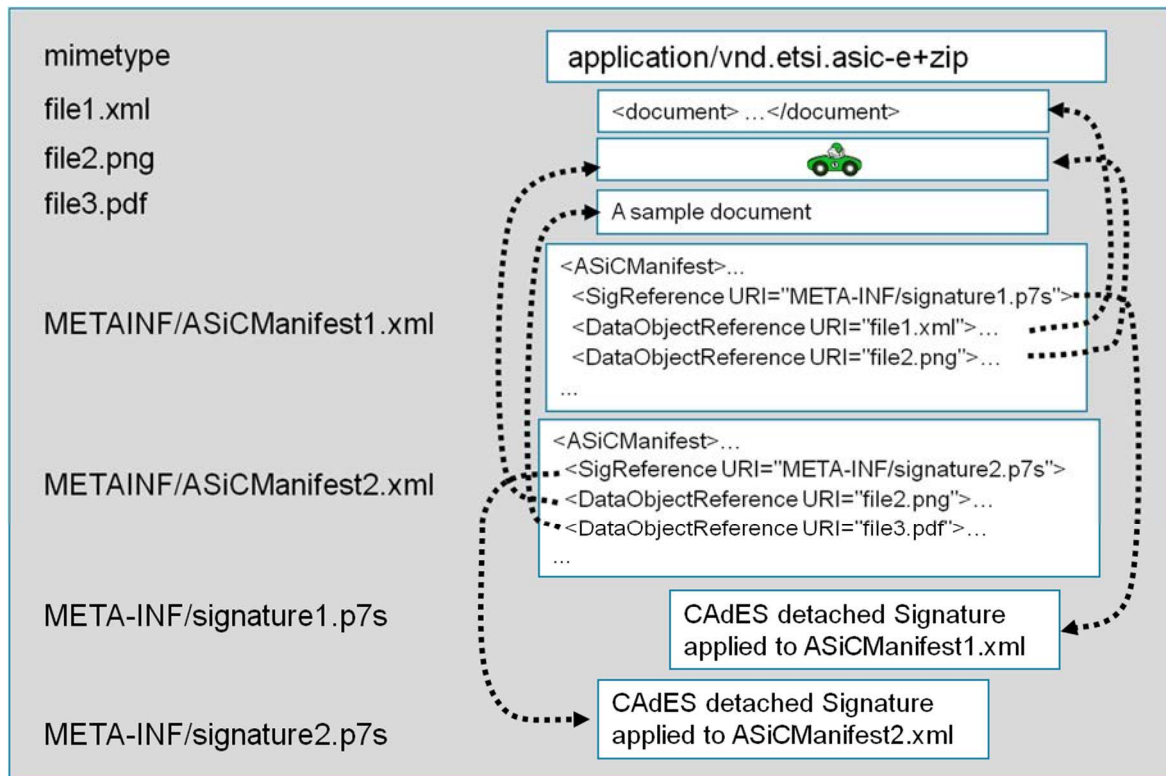 mimetype
application/vnd.etsi.asic-e+zip
file1.xml
<document> ...</document>
file2.png
file3.pdf
A sample document
METAINF/ASiCManifest1.xml
<ASiCManifest>...
<SigReference URI="META-INF/signature1.p7s">
<DataObjectReference URI="file1.xml">...
<DataObjectReference URI="file2.png">...
...
METAINF/ASiCManifest2.xml
<ASiCManifest>...
<SigReference URI="META-INF/signature2.p7s">
<DataObjectReference URI="file2.png">...
<DataObjectReference URI="file3.pdf">...
...
META-INF/signature1.p7s
CAdES detached Signature
applied to ASiCManifest1.xml
META-INF/signature2.p7s
CAdES detached Signature
applied to ASiCManifest2.xml